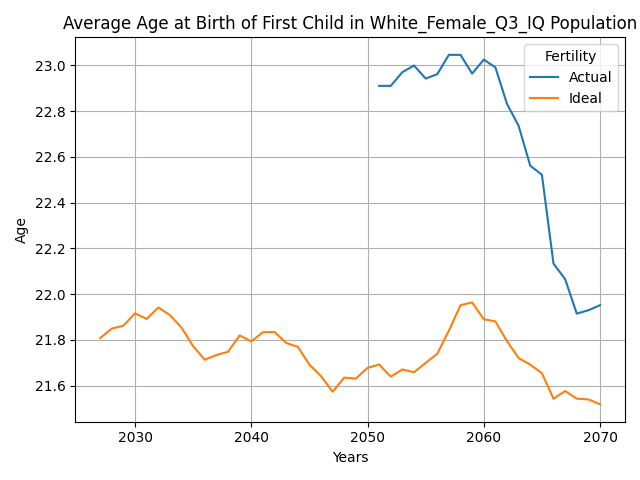 Average Age at Birth of First Child in White_Female_Q3_IQ Population
Fertility
Actual
Ideal
23.0
22.8
22.6
22.4
22.2
22.0
21.8
21.6
Age
2030
2040
2050
2060
2070
Years